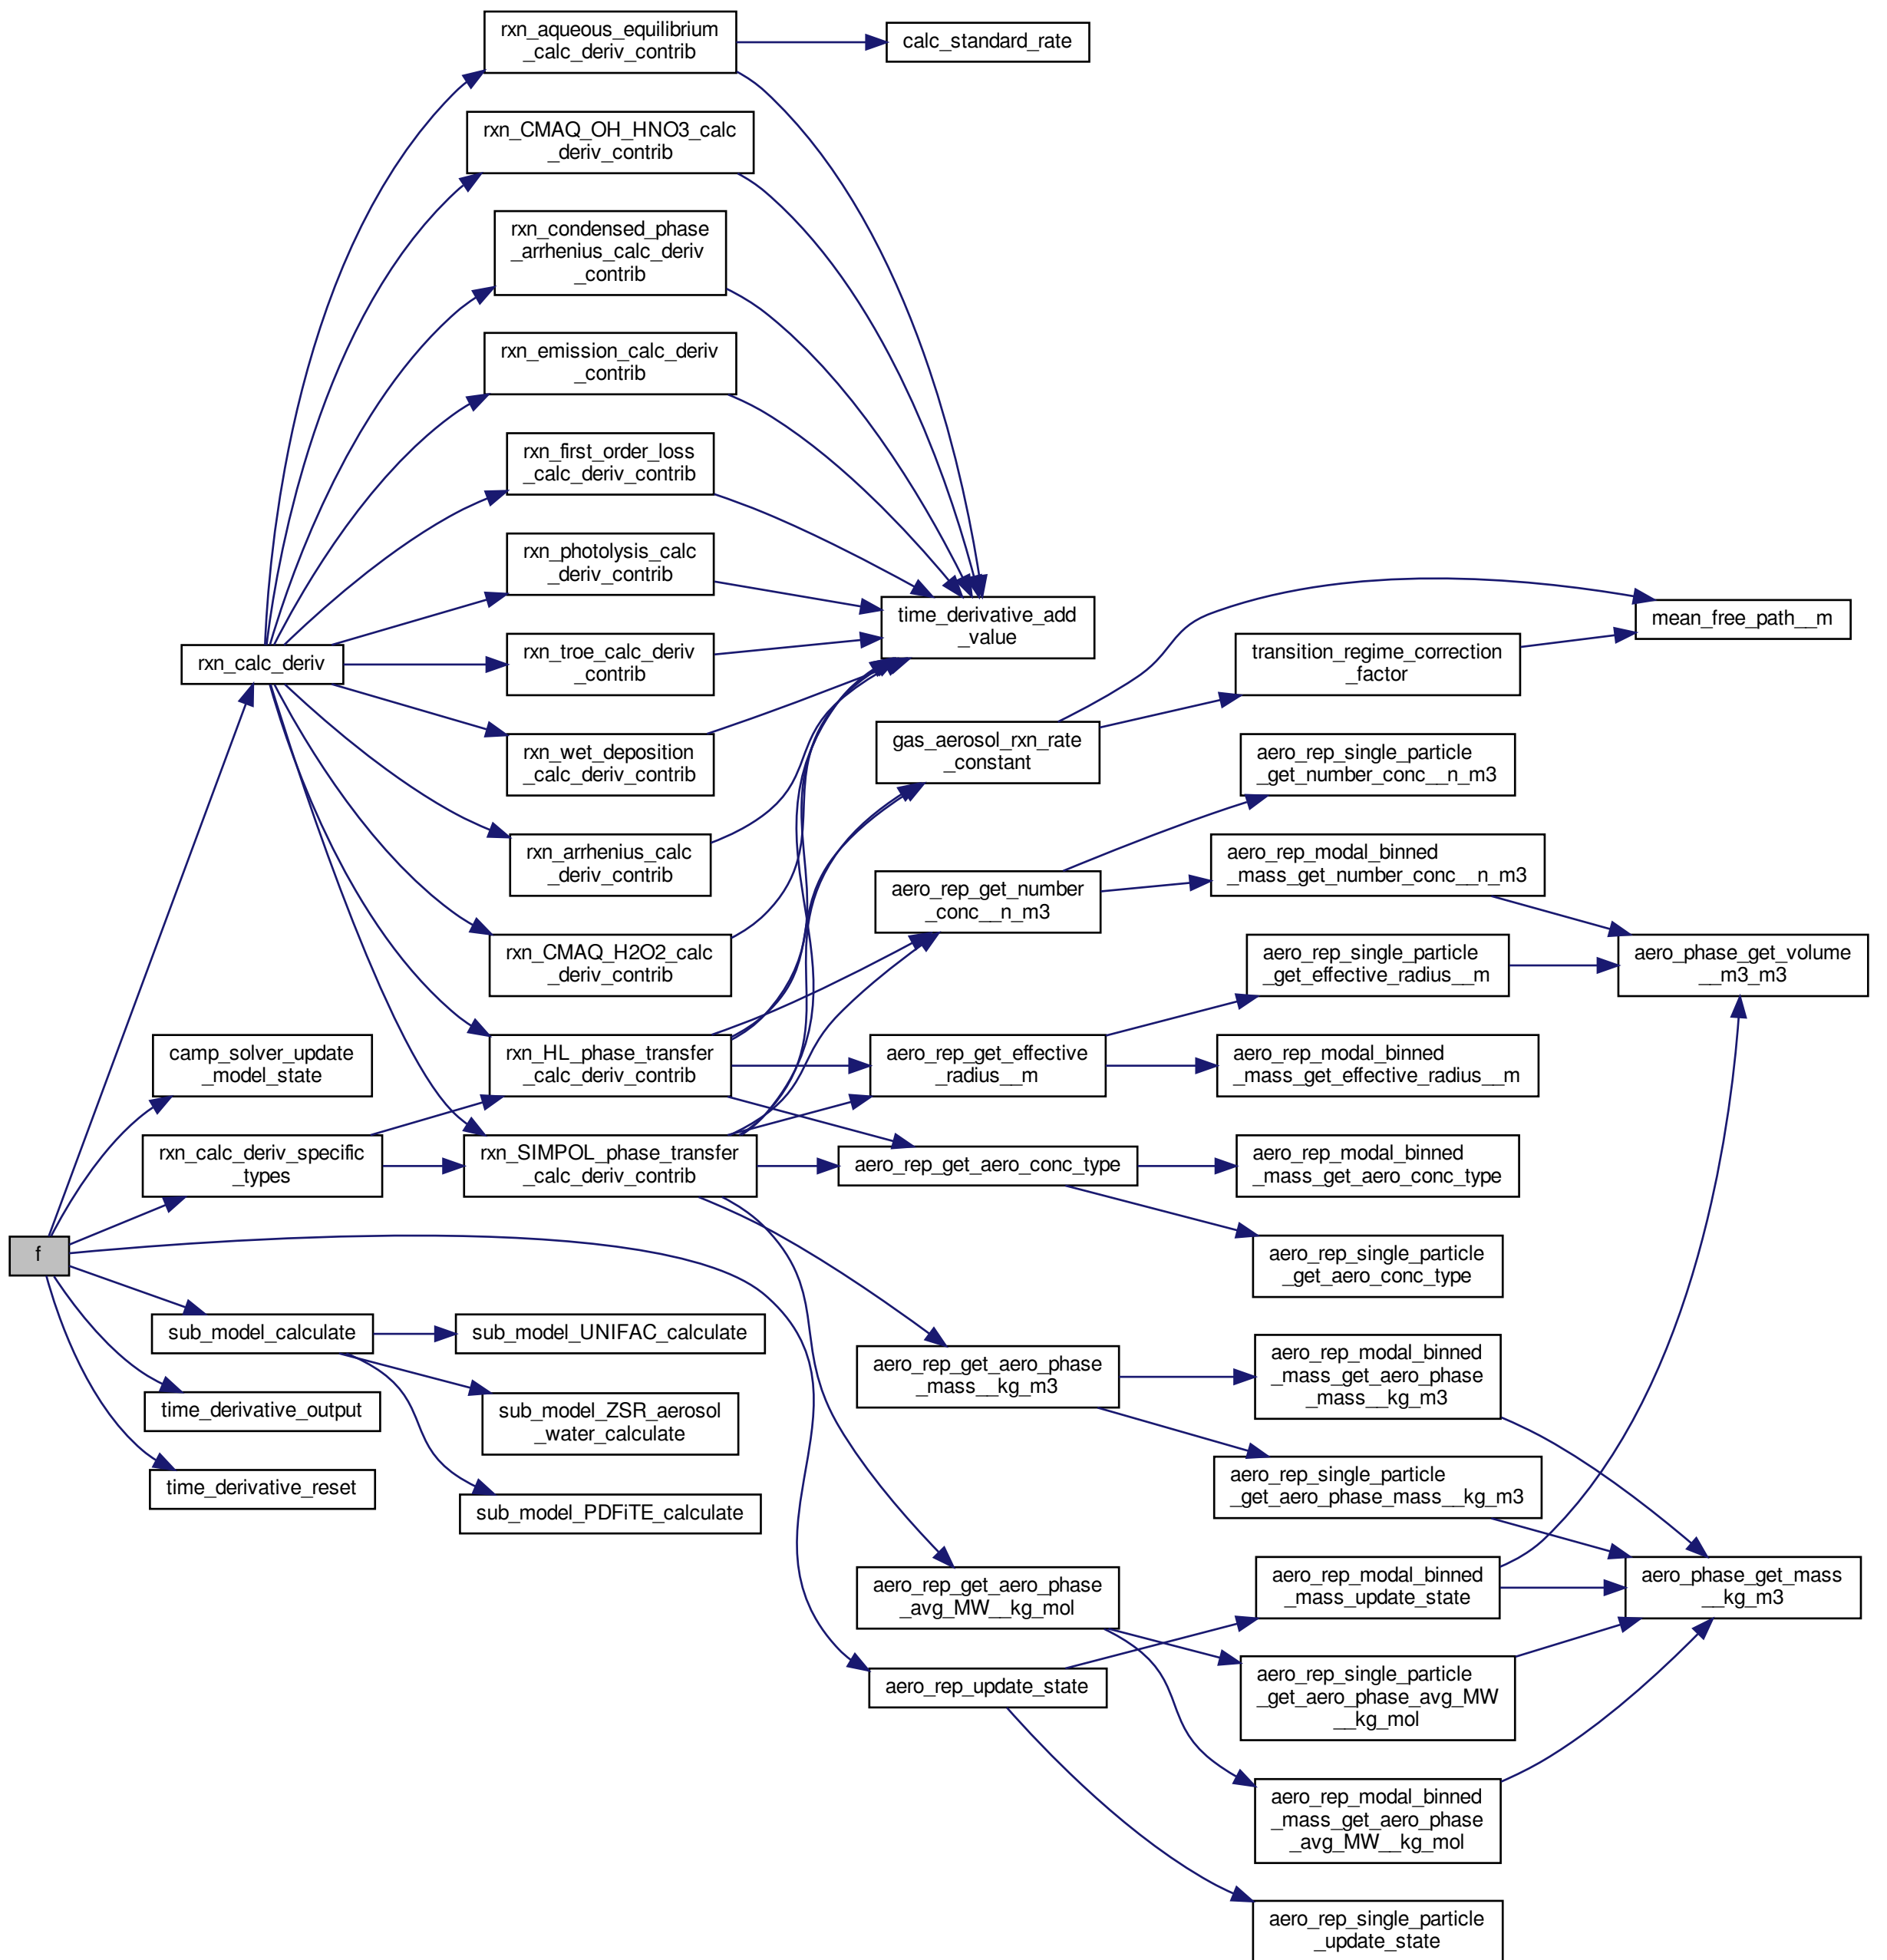 rxn_aqueous_equilibrium
_calc_deriv_contrib
calc_standard_rate
rxn_CMAQ_OH_HNO3_calc
_deriv_contrib
rxn_condensed_phase
_arrhenius_calc_deriv
_contrib
rxn_emission_calc_deriv
_contrib
rxn_first_order_loss
_calc_deriv_contrib
rxn_photolysis_calc
_deriv_contrib
time_derivative_add
_value
mean_free_path__m
rxn_calc_deriv
rxn_troe_calc_deriv
_contrib
transition_regime_correction
_factor
rxn_wet_deposition
_calc_deriv_contrib
gas_aerosol_rxn_rate
_constant
aero_rep_single_particle
_get_number_conc__n_m3
rxn_arrhenius_calc
_deriv_contrib
aero_rep_get_number
_conc__n_m3
aero_rep_modal_binned
_mass_get_number_conc__n_m3
rxn_CMAQ_H2O2_calc
_deriv_contrib
aero_rep_single_particle
_get_effective_radius__m
aero_phase_get_volume
__m3_m3
camp_solver_update
_model_state
rxn_HL_phase_transfer
_calc_deriv_contrib
aero_rep_get_effective
_radius__m
aero_rep_modal_binned
_mass_get_effective_radius__m
rxn_calc_deriv_specific
_types
rxn_SIMPOL_phase_transfer
_calc_deriv_contrib
aero_rep_get_aero_conc_type
aero_rep_modal_binned
_mass_get_aero_conc_type
f
aero_rep_single_particle
_get_aero_conc_type
sub_model_calculate
sub_model_UNIFAC_calculate
aero_rep_get_aero_phase
_mass__kg_m3
aero_rep_modal_binned
_mass_get_aero_phase
_mass__kg_m3
time_derivative_output
sub_model_ZSR_aerosol
_water_calculate
time_derivative_reset
sub_model_PDFiTE_calculate
aero_rep_single_particle
_get_aero_phase_mass__kg_m3
aero_rep_get_aero_phase
_avg_MW__kg_mol
aero_rep_modal_binned
_mass_update_state
aero_phase_get_mass
__kg_m3
aero_rep_update_state
aero_rep_single_particle
_get_aero_phase_avg_MW
__kg_mol
aero_rep_modal_binned
_mass_get_aero_phase
_avg_MW__kg_mol
aero_rep_single_particle
_update_state